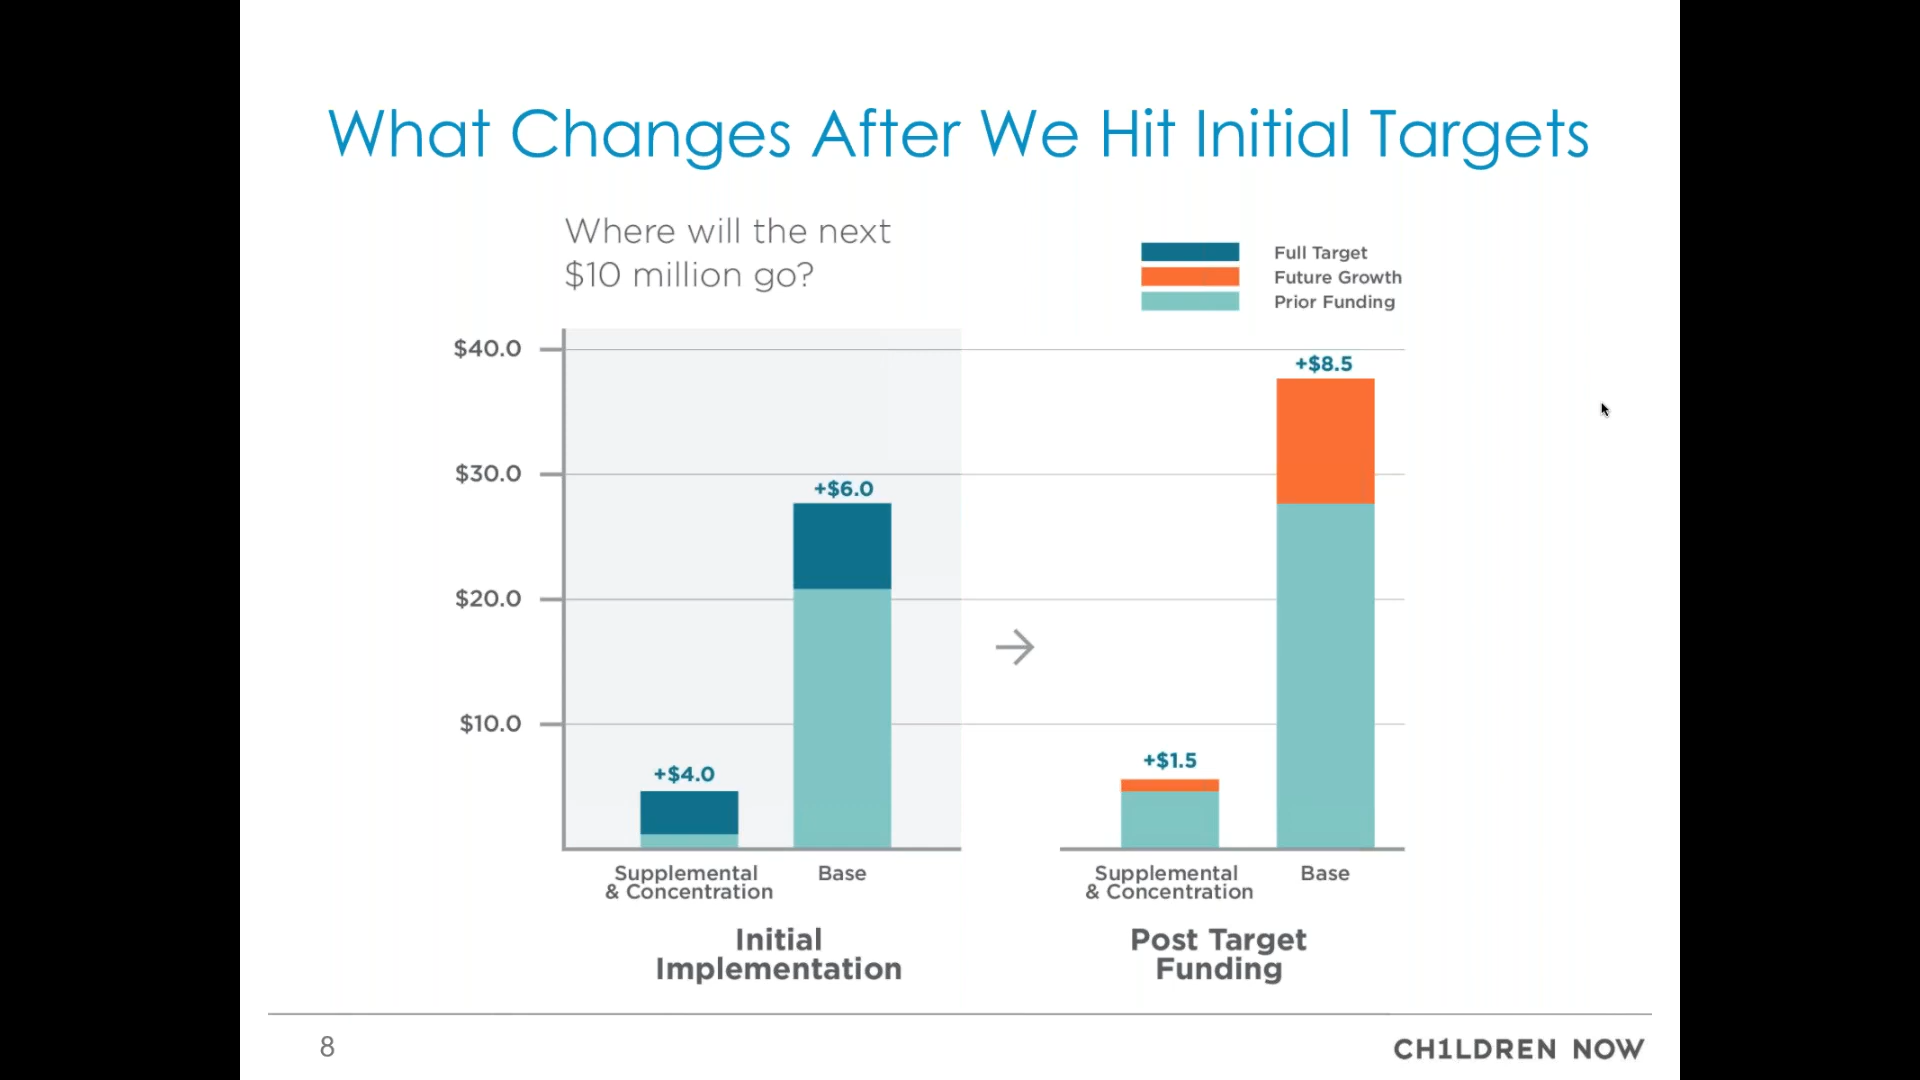 What Changes After We Hit Initial Targets
Where will the next
$10 million go?
Full Target
Future Growth
Prior Funding
$40.0
$30.0
$20.0
$10.0
+$4.0
+$6.0
+$1.5
+$8.5
Supplemental
& Concentration
Base
Supplemental
& Concentration
Base
Initial
Implementation
Post Target
Funding
8
CH1LDREN NOW